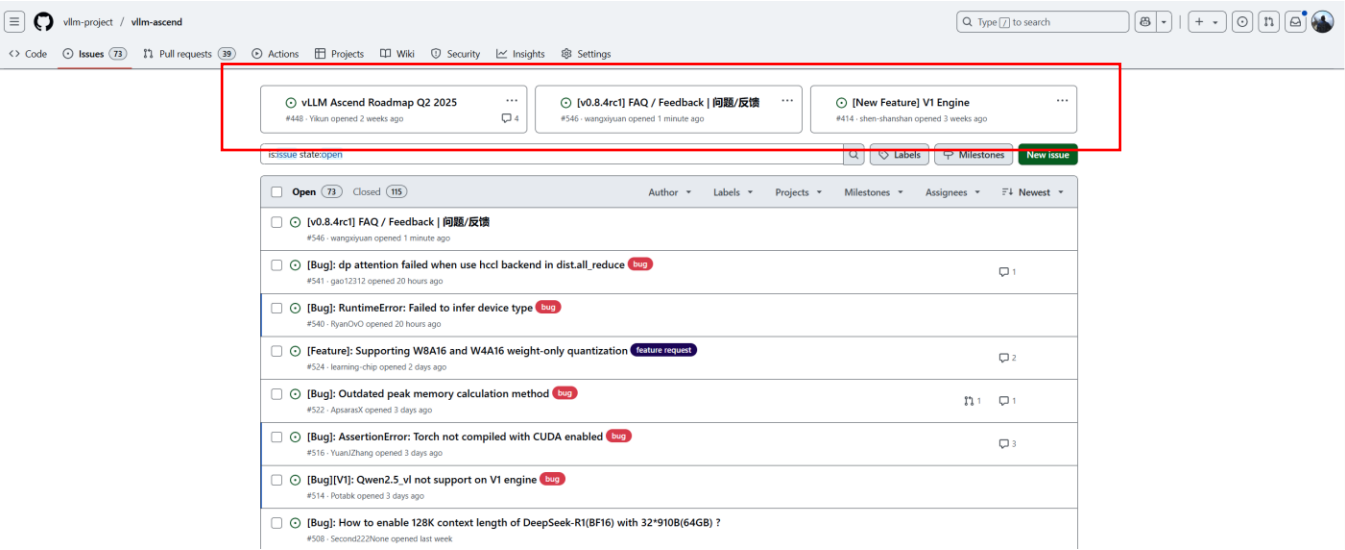 vllm-project / vllm-ascend
Type / to search
Code Issues 73 Pull requests 39 Actions Projects Wiki Security Insights Settings
vLLM Ascend Roadmap Q2 2025 ...
#448 · Yikun opened 2 weeks ago 4
[v0.8.4rc1] FAQ / Feedback | 问题/反馈 ...
#546 · wangxiyuan opened 1 minute ago
[New Feature] V1 Engine ...
#414 · shen-shanshan opened 3 weeks ago
is:issue state:open Labels Milestones New issue
Open 73 Closed 115 Author Labels Projects Milestones Assignees Newest
[v0.8.4rc1] FAQ / Feedback | 问题/反馈
#546 · wangxiyuan opened 1 minute ago
[Bug]: dp attention failed when use hccl backend in dist.all_reduce bug 1
#541 · gao12312 opened 20 hours ago
[Bug]: RuntimeError: Failed to infer device type bug
#540 · RyanOvO opened 20 hours ago
[Feature]: Supporting W8A16 and W4A16 weight-only quantization feature request 2
#524 · learning-chip opened 2 days ago
[Bug]: Outdated peak memory calculation method bug 1 1
#522 · ApsarasX opened 3 days ago
[Bug]: AssertionError: Torch not compiled with CUDA enabled bug 3
#516 · YuanJZhang opened 3 days ago
[Bug][V1]: Qwen2.5_vl not support on V1 engine bug
#514 · Potabk opened 3 days ago
[Bug]: How to enable 128K context length of DeepSeek-R1(BF16) with 32*910B(64GB) ?
#508 · Second222None opened last week